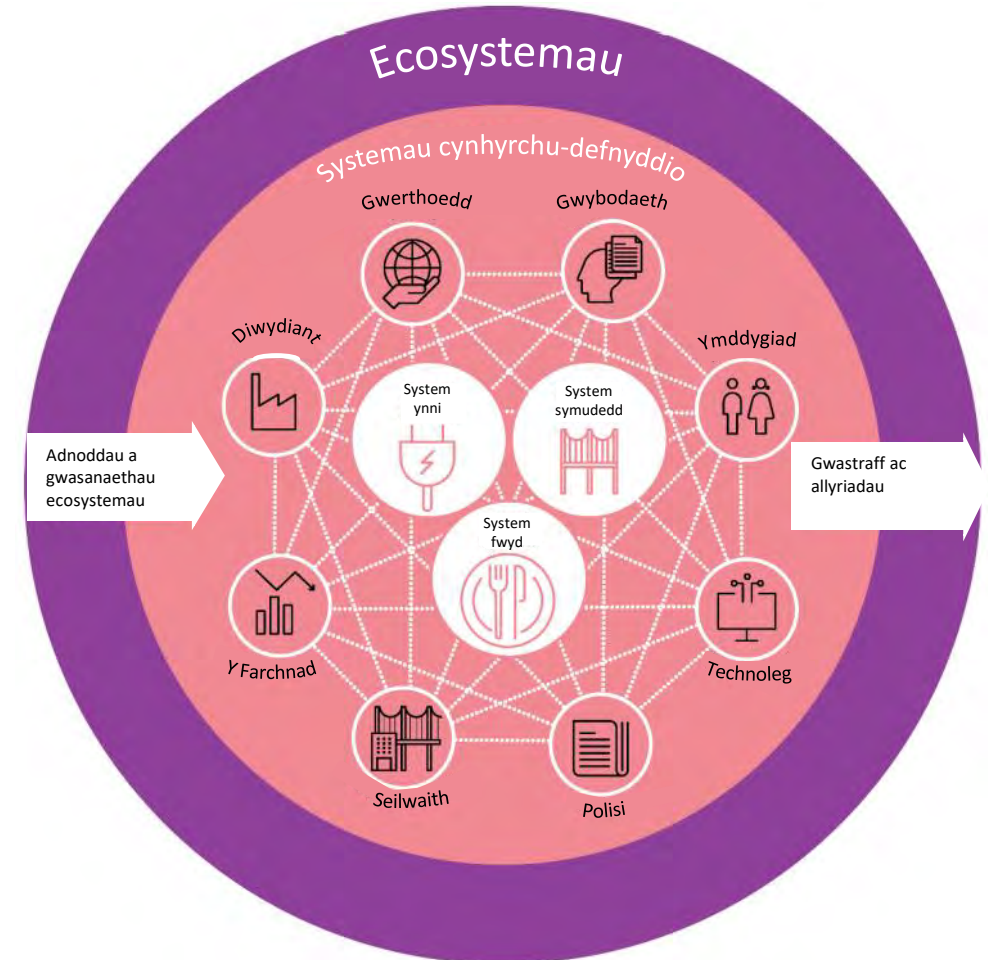 Ecosystemau
Systemau cynhyrchu-defnyddio
Gwerthoedd
Gwybodaeth
Diwydiant
Ymddygiad
System
ynni
System
symudedd
Adnoddau a
gwasanaethau
ecosystemau
Gwastraff ac
allyriadau
System
fwyd
Y Farchnad
Technoleg
Seilwaith
Polisi